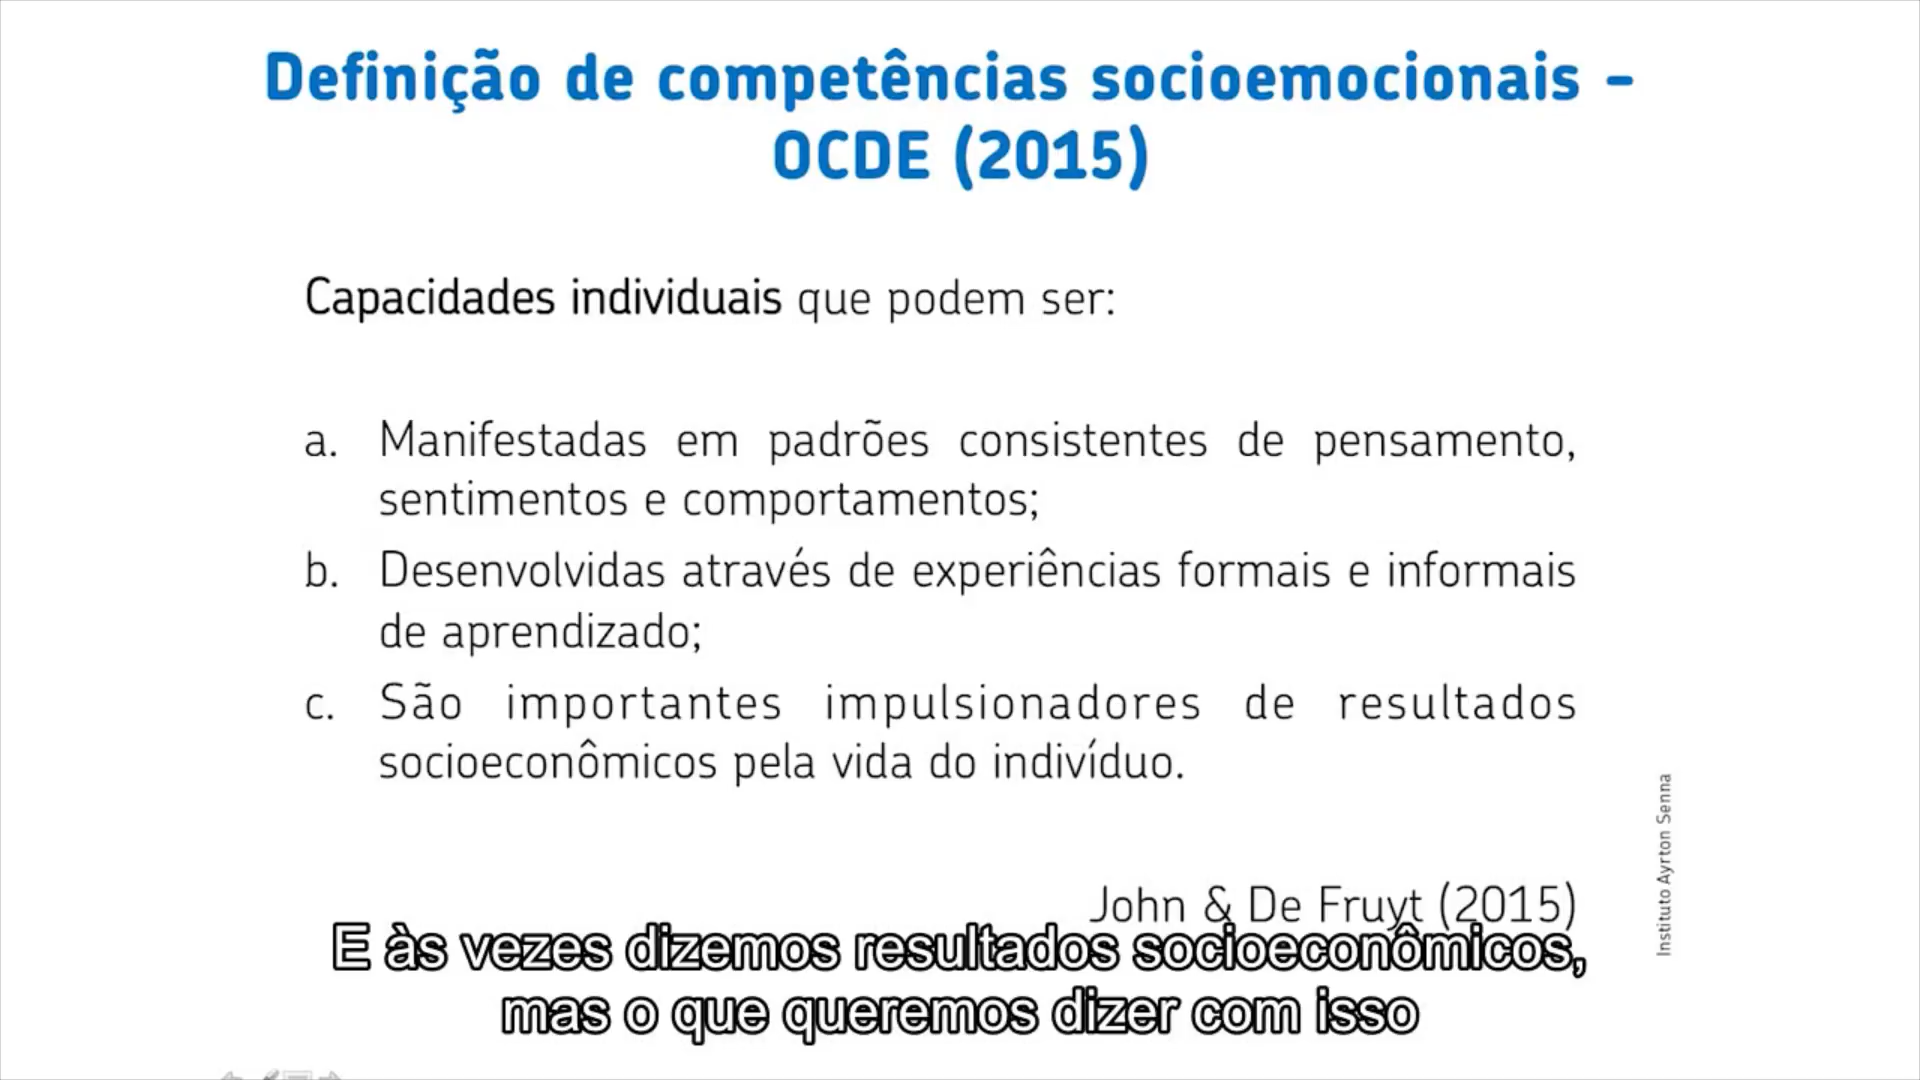 Definição de competências socioemocionais –
OCDE (2015)
Capacidades individuais que podem ser:
a. Manifestadas em padrões consistentes de pensamento,
sentimentos e comportamentos;
b. Desenvolvidas através de experiências formais e informais
de aprendizado;
c. São importantes impulsionadores de resultados
socioeconômicos pela vida do indivíduo.
John & De Fruyt (2015)
Instituto Ayrton Senna
E às vezes dizemos resultados socioeconômicos,
mas o que queremos dizer com isso